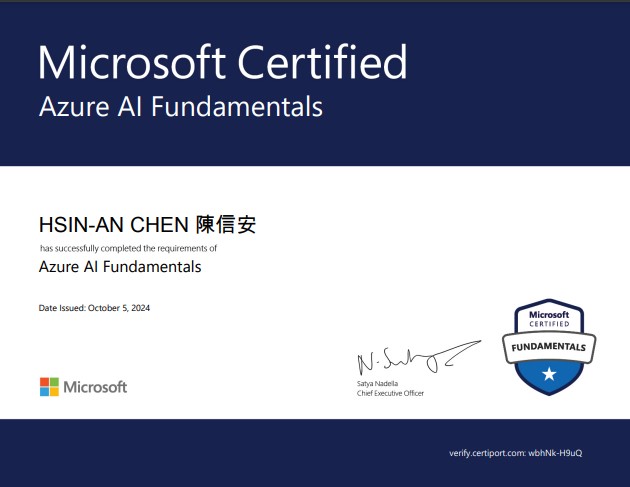 Microsoft Certified
Azure AI Fundamentals
HSIN-AN CHEN 陳信安
has successfully completed the requirements of
Azure AI Fundamentals
Date Issued: October 5, 2024
Microsoft
CERTIFIED
FUNDAMENTALS
Microsoft
Satya Nadella
Chief Executive Officer
verify.certiport.com: wbhNk-H9uQ